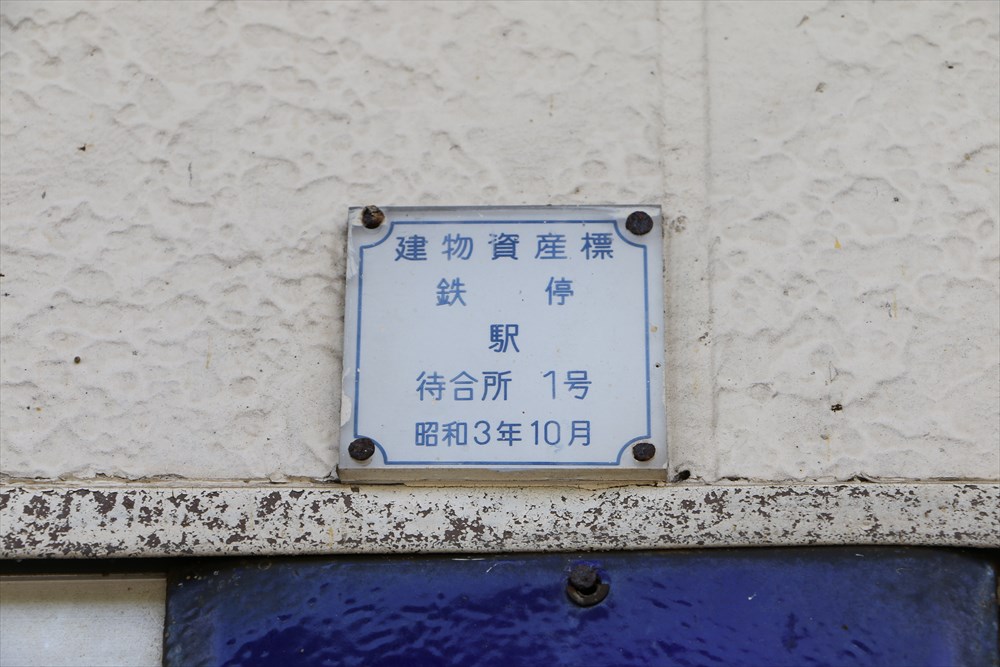 建物資産標
鉄 停
駅
待合所 1号
昭和3年10月